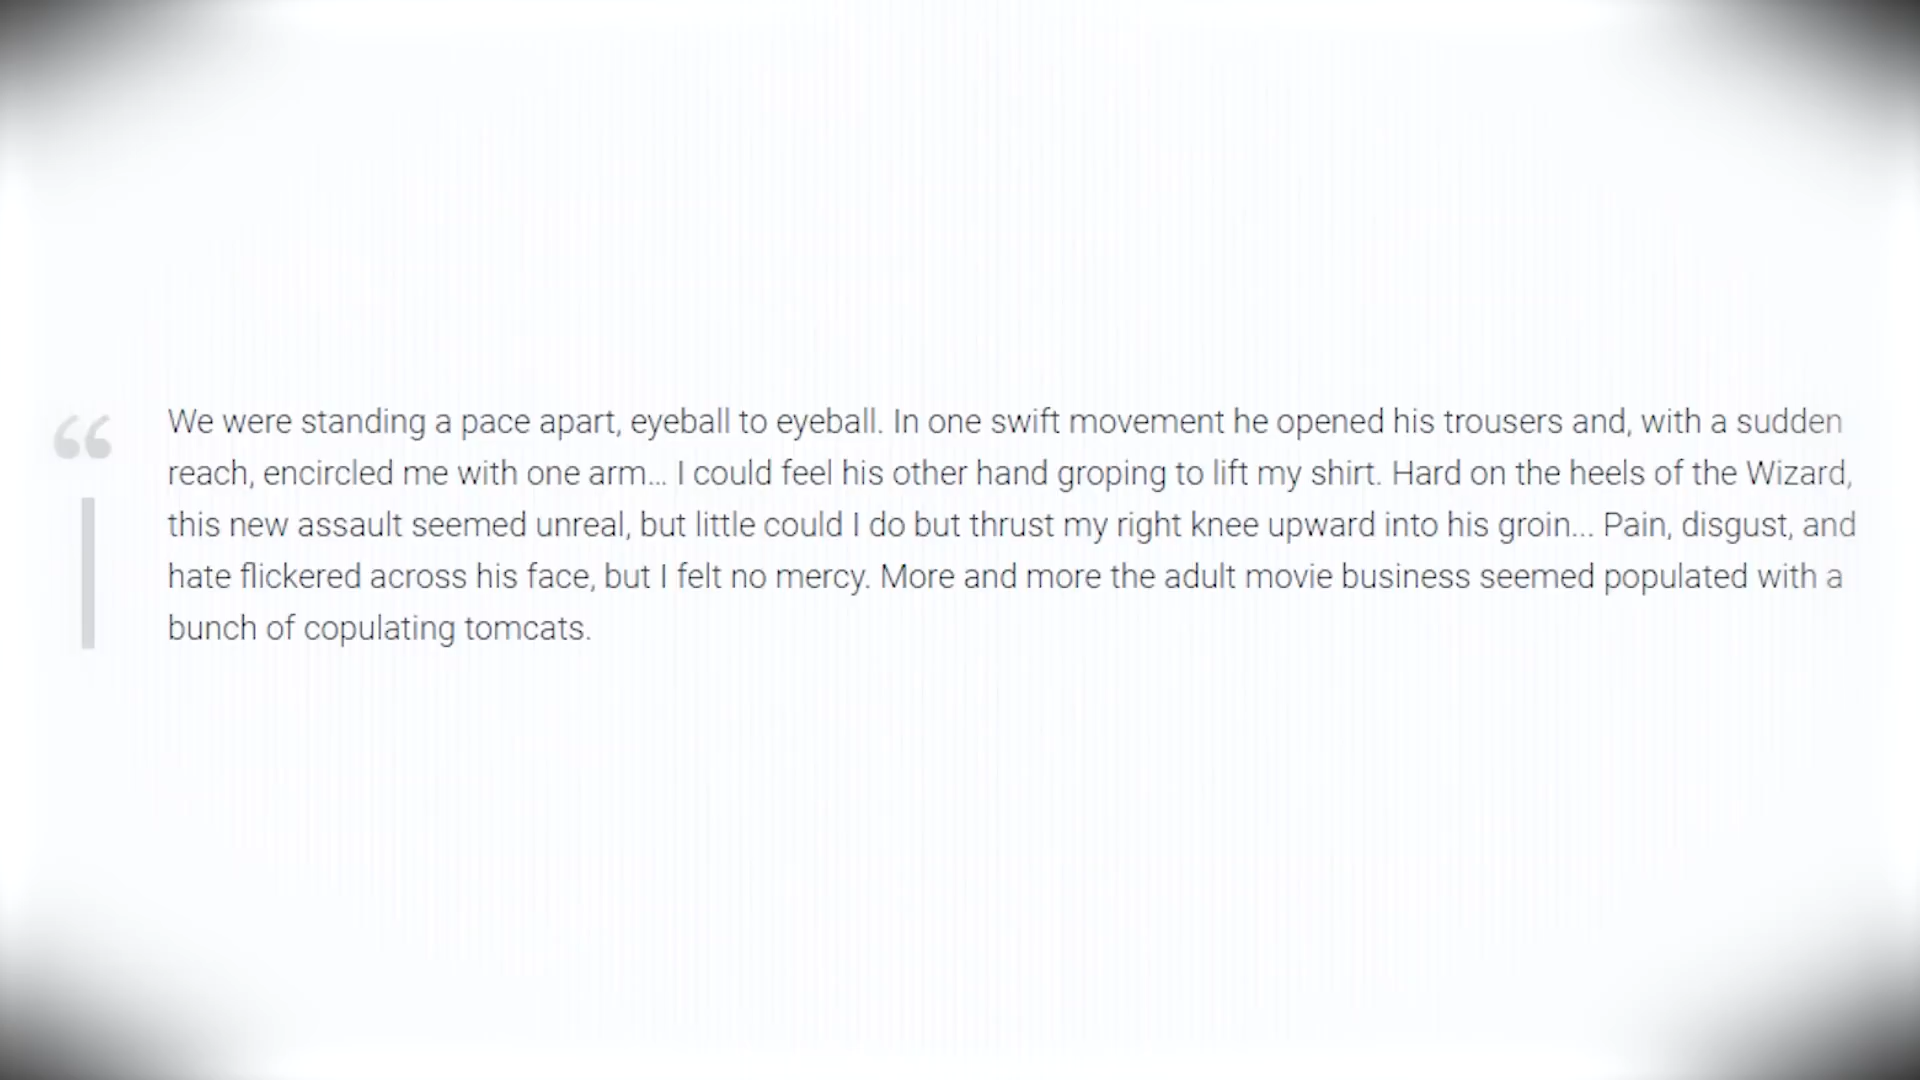 We were standing a pace apart, eyeball to eyeball. In one swift movement he opened his trousers and, with a sudden
reach, encircled me with one arm... I could feel his other hand groping to lift my shirt. Hard on the heels of the Wizard,
this new assault seemed unreal, but little could I do but thrust my right knee upward into his groin... Pain, disgust, and
hate flickered across his face, but I felt no mercy. More and more the adult movie business seemed populated with a
bunch of copulating tomcats.